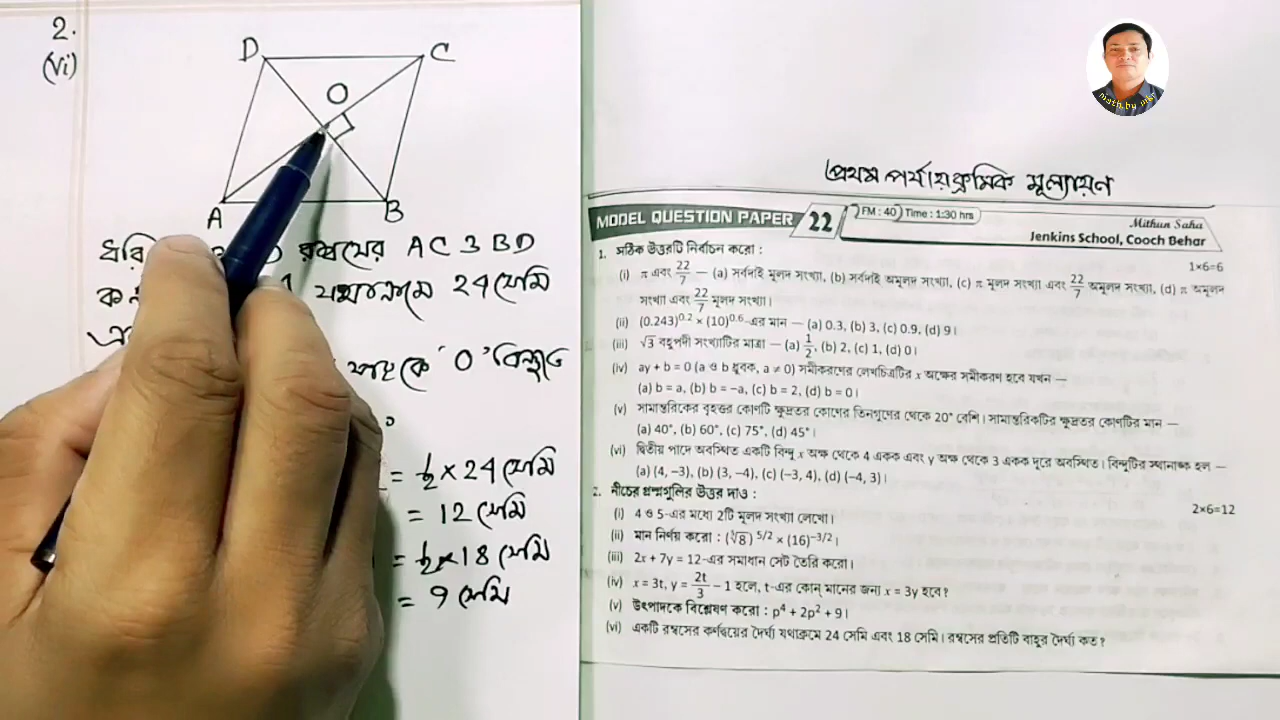 2.
(vi)
D C
O
A B
ধরি রম্বসের AC ও BD
যথাক্রমে 24 সেমি
'O' বিন্দুতে
= 1/2 × 24 সেমি
= 12 সেমি
= 1/2 × 18 সেমি
= 9 সেমি
math by msr
প্রথম পর্যায়ক্রমিক মূল্যায়ণ
MODEL QUESTION PAPER 22 FM : 40 Time : 1:30 hrs
Mithun Saha
Jenkins School, Cooch Behar
1. সঠিক উত্তরটি নির্বাচন করো : 1×6=6
(i) π এবং 22/7 — (a) সর্বদাই মূলদ সংখ্যা, (b) সর্বদাই অমূলদ সংখ্যা, (c) π মূলদ সংখ্যা এবং 22/7 অমূলদ সংখ্যা, (d) π অমূলদ
সংখ্যা এবং 22/7 মূলদ সংখ্যা।
(ii) (0.243)^0.2 × (10)^0.6-এর মান — (a) 0.3, (b) 3, (c) 0.9, (d) 9।
(iii) √3 বহুপদী সংখ্যাটির মাত্রা — (a) 1/2, (b) 2, (c) 1, (d) 0।
(iv) ay + b = 0 (a ও b ধ্রুবক, a ≠ 0) সমীকরণের লেখচিত্রটির x অক্ষের সমীকরণ হবে যখন —
(a) b = a, (b) b = –a, (c) b = 2, (d) b = 0।
(v) সামান্তরিকের বৃহত্তর কোণটি ক্ষুদ্রতর কোণের তিনগুণের থেকে 20° বেশি। সামান্তরিকটির ক্ষুদ্রতর কোণটির মান —
(a) 40°, (b) 60°, (c) 75°, (d) 45°।
(vi) দ্বিতীয় পাদে অবস্থিত একটি বিন্দু x অক্ষ থেকে 4 একক এবং y অক্ষ থেকে 3 একক দূরে অবস্থিত। বিন্দুটির স্থানাঙ্ক হল —
(a) (4, –3), (b) (3, –4), (c) (–3, 4), (d) (–4, 3)।
2. নীচের প্রশ্নগুলির উত্তর দাও : 2×6=12
(i) 4 ও 5-এর মধ্যে 2টি মূলদ সংখ্যা লেখো।
(ii) মান নির্ণয় করো : (∛8)^5/2 × (16)^–3/2।
(iii) 2x + 7y = 12-এর সমাধান সেট তৈরি করো।
(iv) x = 3t, y = 2t/3 – 1 হলে, t-এর কোন্ মানের জন্য x = 3y হবে?
(v) উৎপাদকে বিশ্লেষণ করো : p⁴ + 2p² + 9।
(vi) একটি রম্বসের কর্ণদ্বয়ের দৈর্ঘ্য যথাক্রমে 24 সেমি এবং 18 সেমি। রম্বসের প্রতিটি বাহুর দৈর্ঘ্য কত?